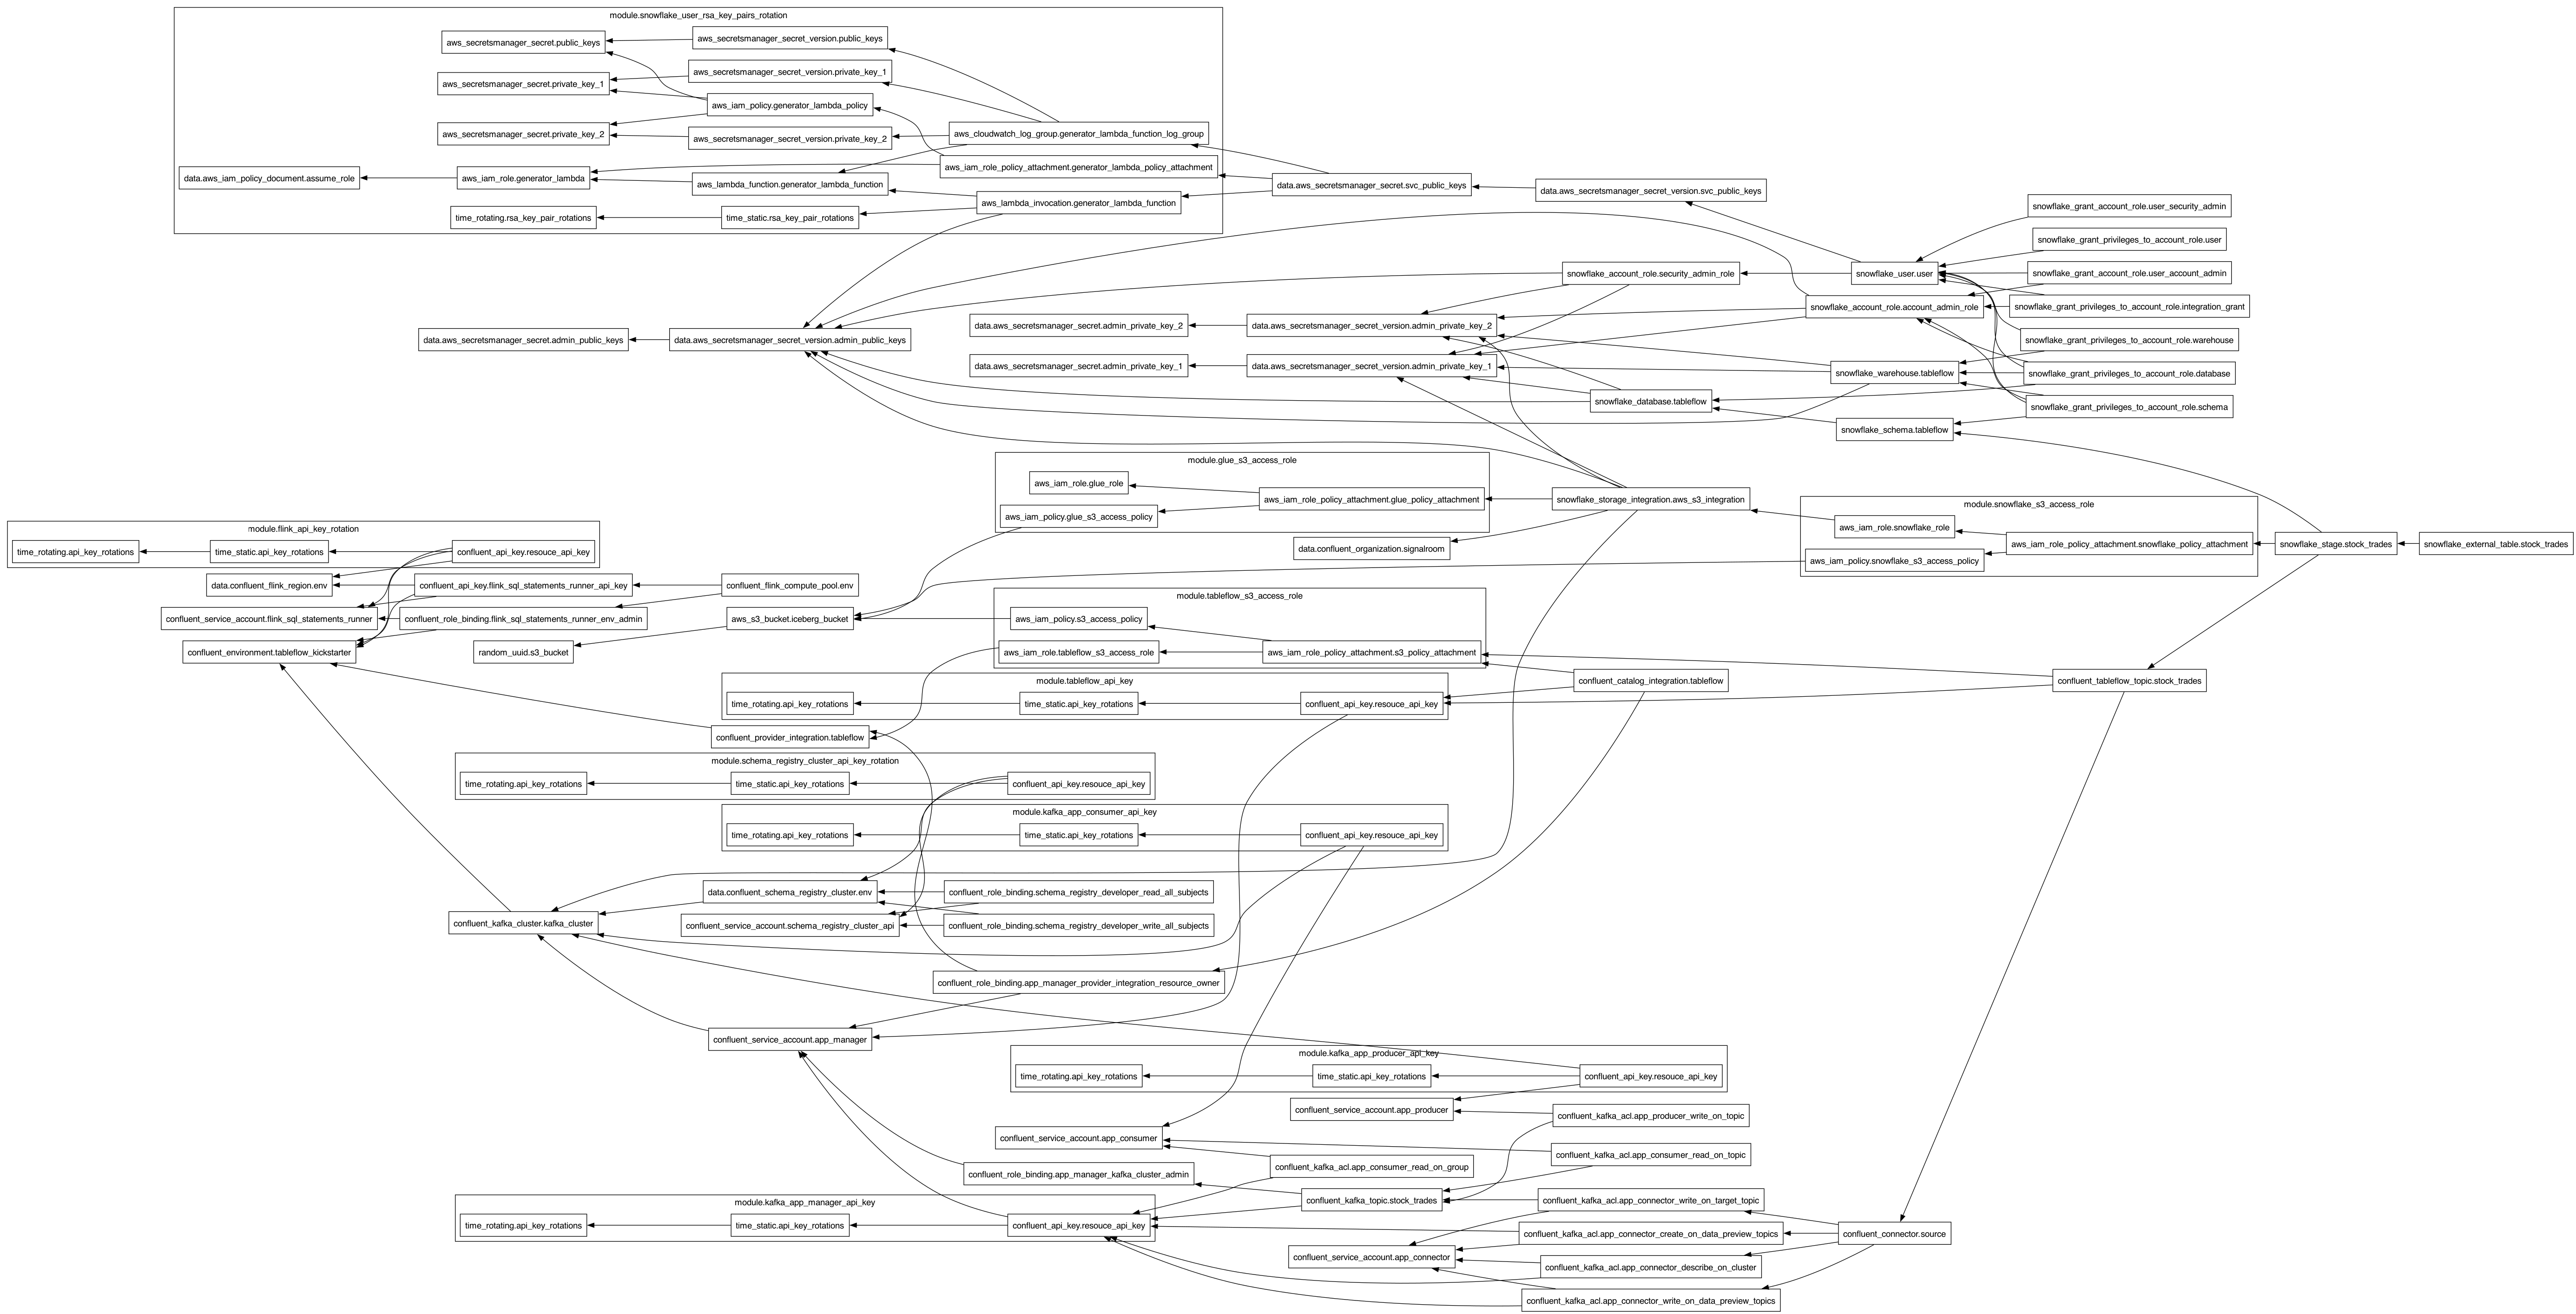 module.snowflake_user_rsa_key_pairs_rotation
aws_secretsmanager_secret.public_keys
aws_secretsmanager_secret_version.public_keys
aws_secretsmanager_secret.private_key_1
aws_secretsmanager_secret_version.private_key_1
aws_iam_policy.generator_lambda_policy
aws_secretsmanager_secret.private_key_2
aws_secretsmanager_secret_version.private_key_2
aws_cloudwatch_log_group.generator_lambda_function_log_group
data.aws_iam_policy_document.assume_role
aws_iam_role.generator_lambda
aws_iam_role_policy_attachment.generator_lambda_policy_attachment
aws_lambda_function.generator_lambda_function
aws_lambda_invocation.generator_lambda_function
time_rotating.rsa_key_pair_rotations
time_static.rsa_key_pair_rotations
data.aws_secretsmanager_secret.svc_public_keys
data.aws_secretsmanager_secret_version.svc_public_keys
snowflake_grant_account_role.user_security_admin
snowflake_grant_privileges_to_account_role.user
snowflake_account_role.security_admin_role
snowflake_user.user
snowflake_grant_account_role.user_account_admin
snowflake_account_role.account_admin_role
snowflake_grant_privileges_to_account_role.integration_grant
data.aws_secretsmanager_secret.admin_public_keys
data.aws_secretsmanager_secret_version.admin_public_keys
data.aws_secretsmanager_secret.admin_private_key_2
data.aws_secretsmanager_secret_version.admin_private_key_2
snowflake_grant_privileges_to_account_role.warehouse
data.aws_secretsmanager_secret.admin_private_key_1
data.aws_secretsmanager_secret_version.admin_private_key_1
snowflake_warehouse.tableflow
snowflake_grant_privileges_to_account_role.database
snowflake_database.tableflow
snowflake_grant_privileges_to_account_role.schema
snowflake_schema.tableflow
module.glue_s3_access_role
aws_iam_role.glue_role
aws_iam_role_policy_attachment.glue_policy_attachment
aws_iam_policy.glue_s3_access_policy
snowflake_storage_integration.aws_s3_integration
data.confluent_organization.signalroom
module.snowflake_s3_access_role
aws_iam_role.snowflake_role
aws_iam_role_policy_attachment.snowflake_policy_attachment
aws_iam_policy.snowflake_s3_access_policy
snowflake_stage.stock_trades
snowflake_external_table.stock_trades
module.flink_api_key_rotation
time_rotating.api_key_rotations
time_static.api_key_rotations
confluent_api_key.resouce_api_key
data.confluent_flink_region.env
confluent_api_key.flink_sql_statements_runner_api_key
confluent_flink_compute_pool.env
confluent_service_account.flink_sql_statements_runner
confluent_role_binding.flink_sql_statements_runner_env_admin
aws_s3_bucket.iceberg_bucket
confluent_environment.tableflow_kickstarter
random_uuid.s3_bucket
module.tableflow_s3_access_role
aws_iam_policy.s3_access_policy
aws_iam_role.tableflow_s3_access_role
aws_iam_role_policy_attachment.s3_policy_attachment
module.tableflow_api_key
time_rotating.api_key_rotations
time_static.api_key_rotations
confluent_api_key.resouce_api_key
confluent_catalog_integration.tableflow
confluent_tableflow_topic.stock_trades
confluent_provider_integration.tableflow
module.schema_registry_cluster_api_key_rotation
time_rotating.api_key_rotations
time_static.api_key_rotations
confluent_api_key.resouce_api_key
module.kafka_app_consumer_api_key
time_rotating.api_key_rotations
time_static.api_key_rotations
confluent_api_key.resouce_api_key
data.confluent_schema_registry_cluster.env
confluent_role_binding.schema_registry_developer_read_all_subjects
confluent_kafka_cluster.kafka_cluster
confluent_service_account.schema_registry_cluster_api
confluent_role_binding.schema_registry_developer_write_all_subjects
confluent_role_binding.app_manager_provider_integration_resource_owner
confluent_service_account.app_manager
module.kafka_app_producer_api_key
time_rotating.api_key_rotations
time_static.api_key_rotations
confluent_api_key.resouce_api_key
confluent_service_account.app_producer
confluent_kafka_acl.app_producer_write_on_topic
confluent_service_account.app_consumer
confluent_kafka_acl.app_consumer_read_on_topic
confluent_role_binding.app_manager_kafka_cluster_admin
confluent_kafka_acl.app_consumer_read_on_group
module.kafka_app_manager_api_key
time_rotating.api_key_rotations
time_static.api_key_rotations
confluent_api_key.resouce_api_key
confluent_kafka_topic.stock_trades
confluent_kafka_acl.app_connector_write_on_target_topic
confluent_kafka_acl.app_connector_create_on_data_preview_topics
confluent_connector.source
confluent_service_account.app_connector
confluent_kafka_acl.app_connector_describe_on_cluster
confluent_kafka_acl.app_connector_write_on_data_preview_topics